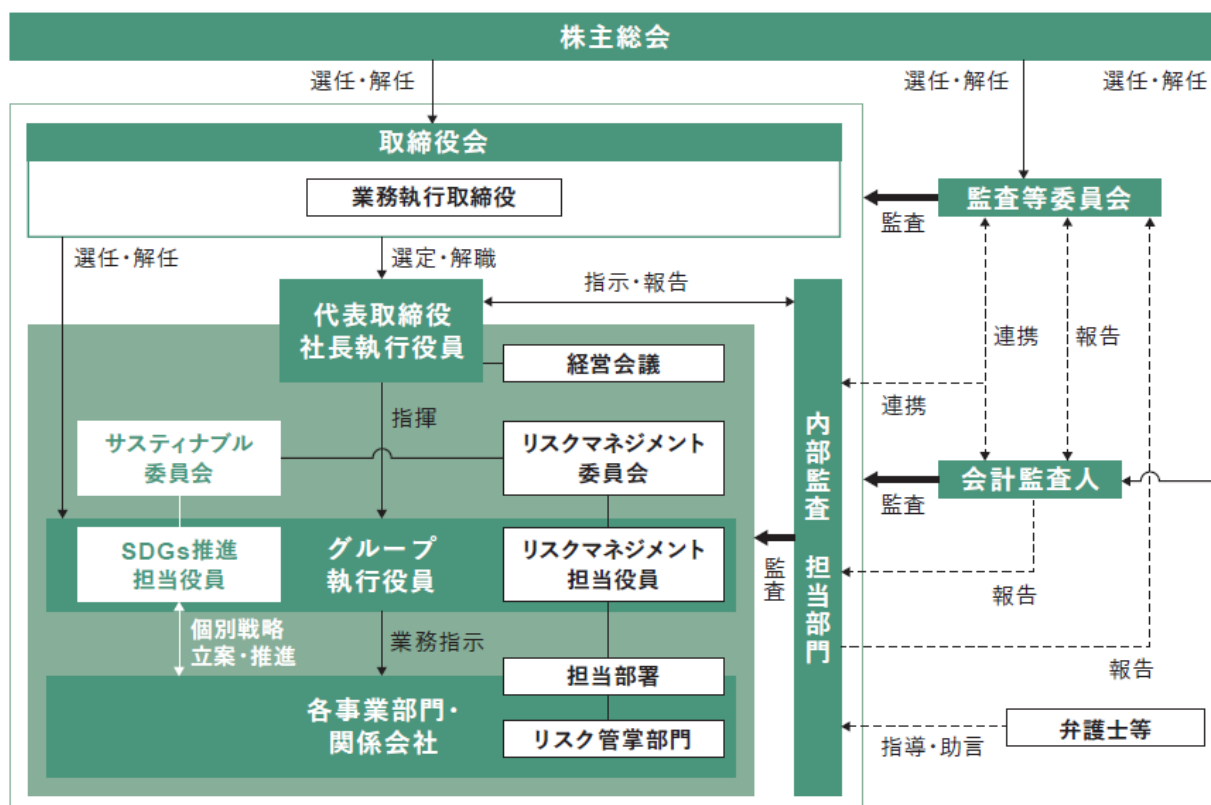 株主総会
選任・解任
選任・解任
選任・解任
取締役会
業務執行取締役
監査等委員会
監査
選任・解任
選定・解職
指示・報告
代表取締役
社長執行役員
経営会議
連携
報告
連携
指揮
サスティナブル
委員会
リスクマネジメント
委員会
内部監査 担当部門
会計監査人
監査
SDGs推進
担当役員
グループ
執行役員
リスクマネジメント
担当役員
監査
報告
個別戦略
立案・推進
業務指示
報告
担当部署
各事業部門・
関係会社
リスク管掌部門
弁護士等
指導・助言